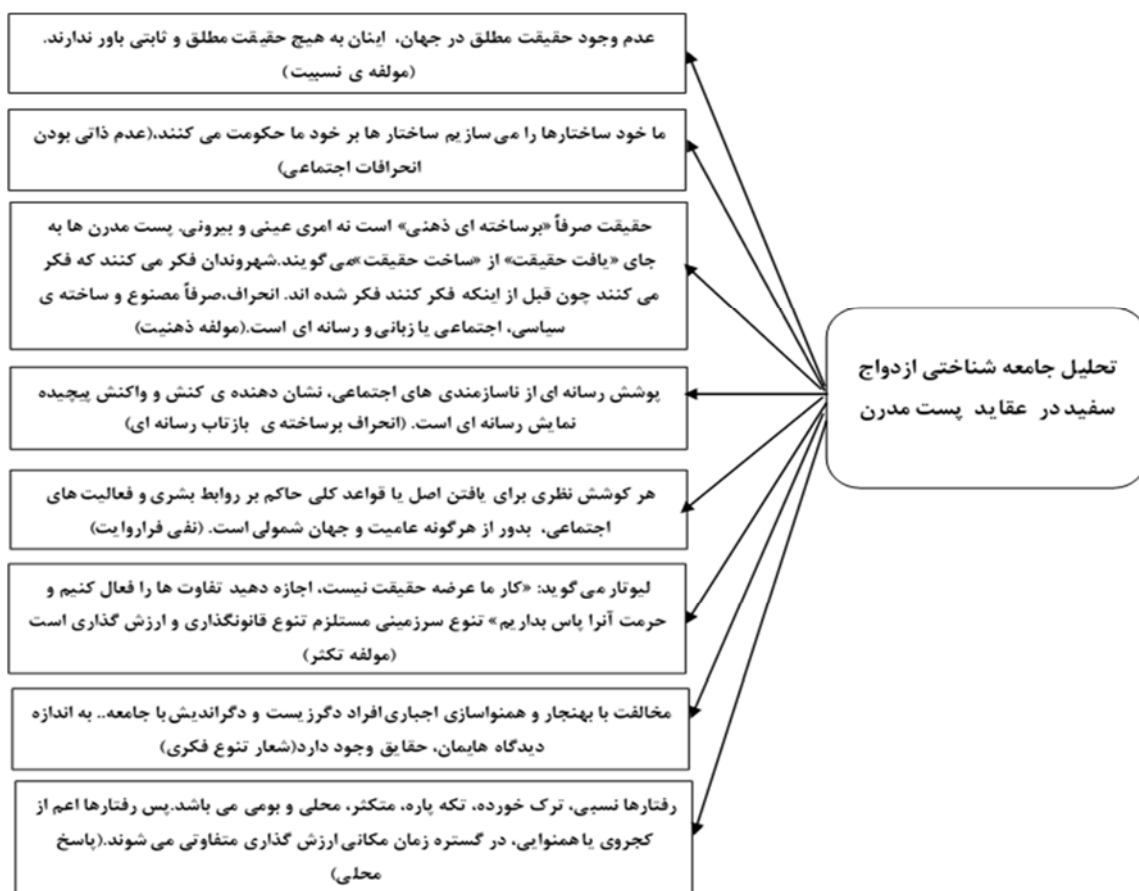 تحلیل جامعه شناختی ازدواج
سفید در عقاید پست مدرن
عدم وجود حقیقت مطلق در جهان، اینان به هیچ حقیقت مطلق و ثابتی باور ندارند.
(مولفه ی نسبیت)
ما خود ساختارها را می سازیم ساختار ها بر خود ما حکومت می کنند،(عدم ذاتی بودن
انحرافات اجتماعی)
حقیقت صرفاً «برساخته ای ذهنی» است نه امری عینی و بیرونی. پست مدرن ها به
جای «یافت حقیقت» از «ساخت حقیقت»می گویند.شهروندان فکر می کنند که فکر
می کنند چون قبل از اینکه فکر کنند فکر شده اند. انحراف،صرفاً مصنوع و ساخته ی
سیاسی، اجتماعی یا زبانی و رسانه ای است.(مولفه ذهنیت)
پوشش رسانه ای از ناسازمندی های اجتماعی، نشان دهنده ی کنش و واکنش پیچیده
نمایش رسانه ای است. (انحراف برساخته ی بازتاب رسانه ای)
هر کوشش نظری برای یافتن اصل یا قواعد کلی حاکم بر روابط بشری و فعالیت های
اجتماعی، بدور از هرگونه عامیت و جهان شمولی است. (نفی فراروایت)
لیوتار می گوید: «کار ما عرضه حقیقت نیست، اجازه دهید تفاوت ها را فعال کنیم و
حرمت آنرا پاس بداریم» تنوع سرزمینی مستلزم تنوع قانونگذاری و ارزش گذاری است
(مولفه تکثر)
مخالفت با بهنجار و همنواسازی اجباری افراد دگرزیست و دگراندیش با جامعه.. به اندازه
دیدگاه هایمان، حقایق وجود دارد(شعار تنوع فکری)
رفتارها نسبی، ترک خورده، تکه پاره، متکثر، محلی و بومی می باشد.پس رفتارها اعم از
کجروی یا همنوایی، در گستره زمان مکانی ارزش گذاری متفاوتی می شوند.(پاسخ
محلی)